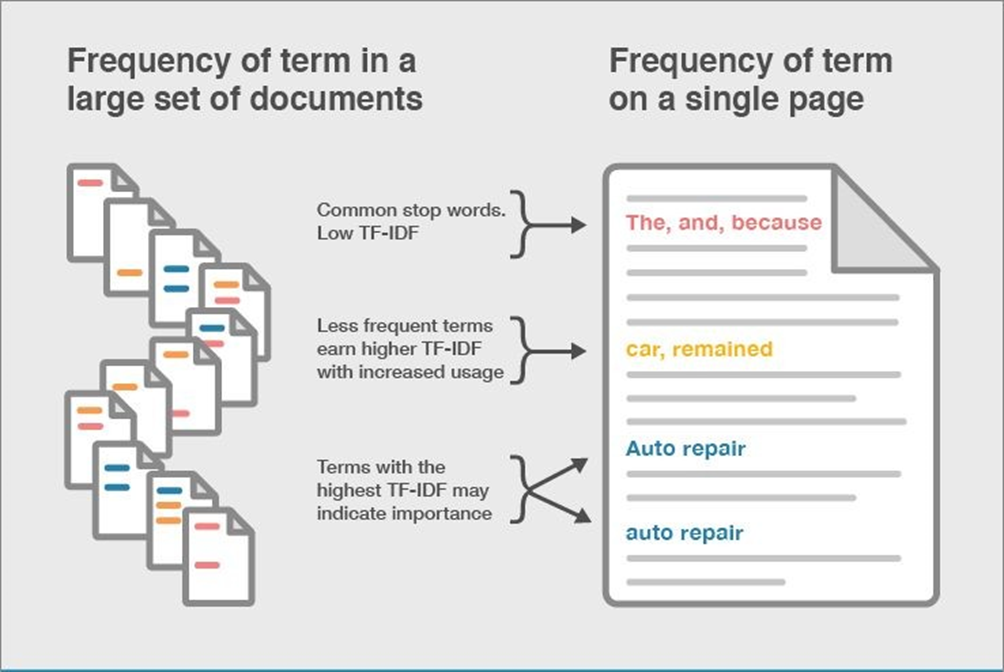 Frequency of term in a
large set of documents
Frequency of term
on a single page
Common stop words.
Low TF-IDF
The, and, because
Less frequent terms
earn higher TF-IDF
with increased usage
car, remained
Terms with the
highest TF-IDF may
indicate importance
Auto repair
auto repair